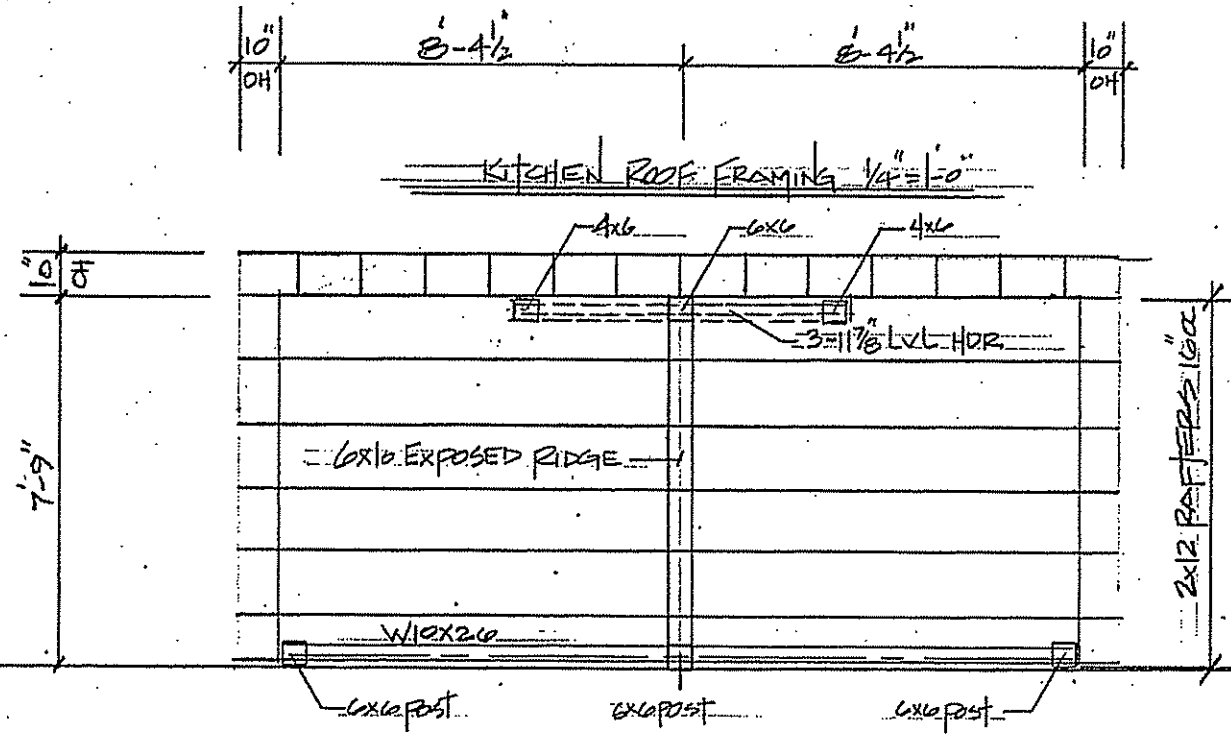 10" 8'-4½" 8'-4½" 10"
OH OH
KITCHEN ROOF FRAMING 1/4"=1'-0"
4x6 6x6 4x6
10" OH
3-11⅞" LVL HDR
6x10 EXPOSED RIDGE
7'-9"
2x12 RAFTERS 16"OC
W10X26
6x6 POST 6x6 POST 6x6 POST